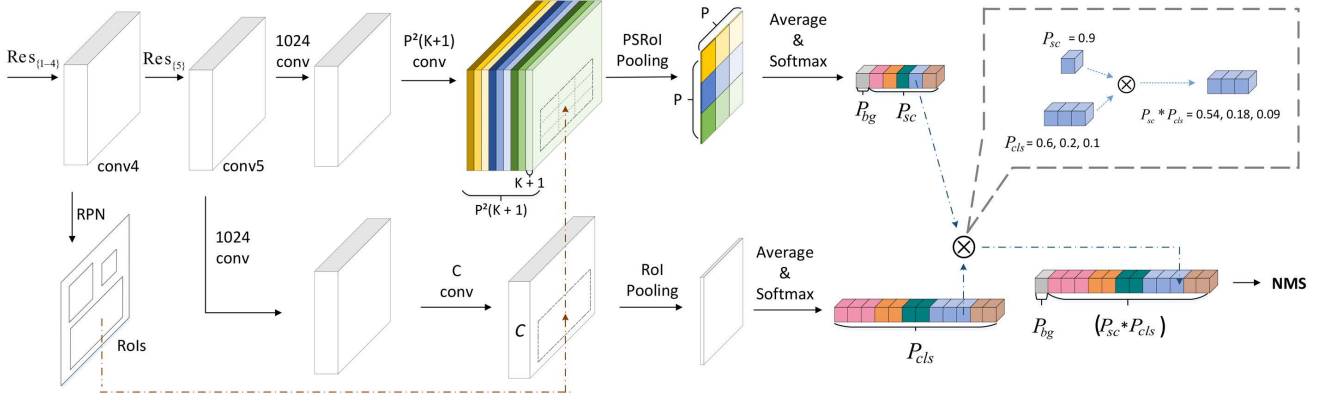 Res{1−4}
conv4
Res{5}
conv5
1024
conv
P²(K+1)
conv
K + 1
P²(K + 1)
PSRoI
Pooling
P
P
Average
&
Softmax
Pbg
Psc
Psc = 0.9
Pcls = 0.6, 0.2, 0.1
Psc * Pcls = 0.54, 0.18, 0.09
RPN
RoIs
1024
conv
C
conv
C
RoI
Pooling
Average
&
Softmax
Pcls
Pbg
(Psc*Pcls)
NMS